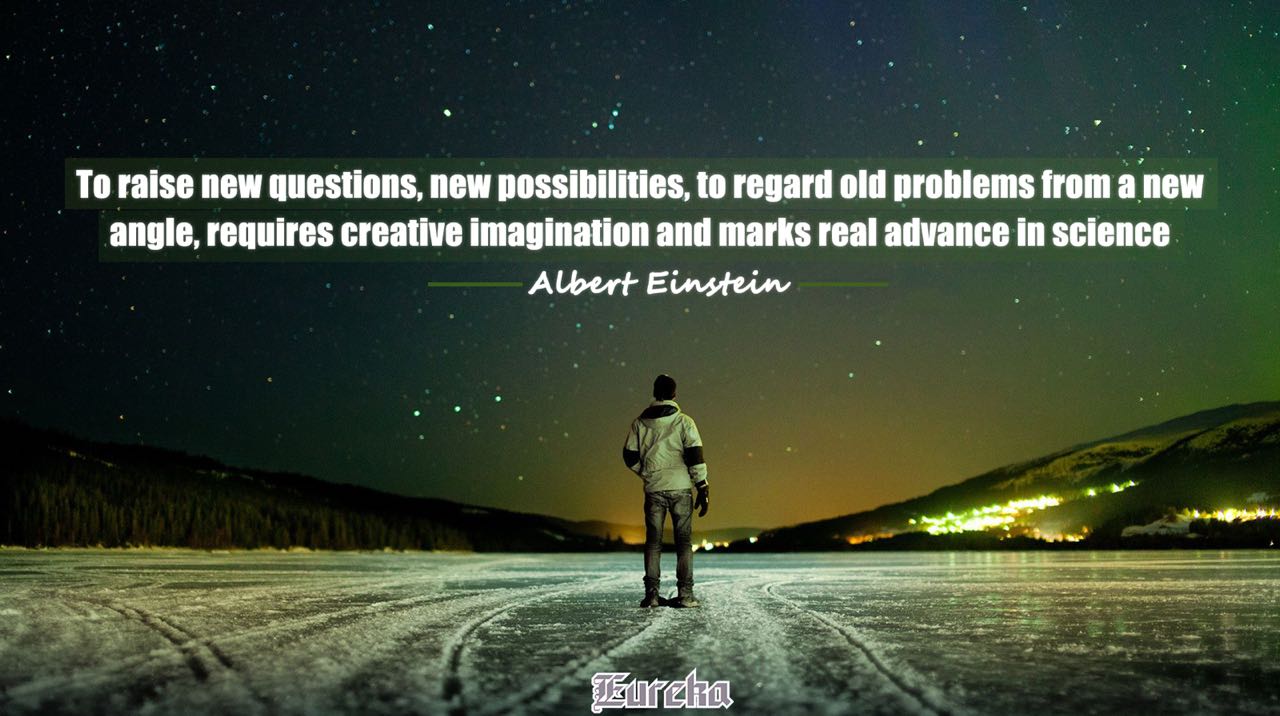 To raise new questions, new possibilities, to regard old problems from a new
angle, requires creative imagination and marks real advance in science
Albert Einstein
Eureka